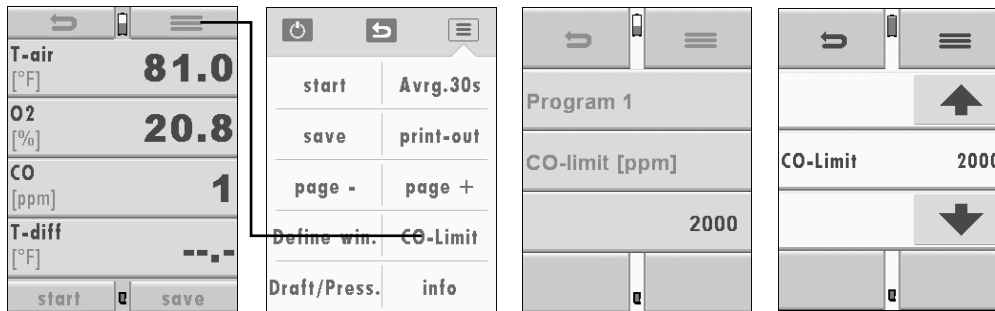 T-air
[°F]
81.0
O2
[%]
20.8
CO
[ppm]
1
T-diff
[°F]
--.-
start save
start Avrg.30s
save print-out
page - page +
Define win. CO-Limit
Draft/Press. info
Program 1
CO-limit [ppm]
2000
CO-Limit 2000